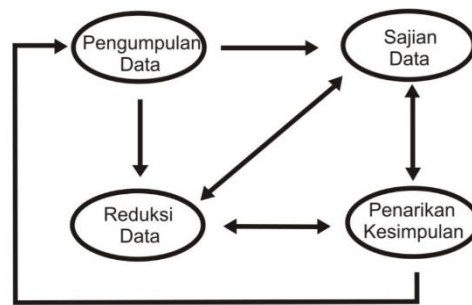 Pengumpulan
Data
Sajian
Data
Reduksi
Data
Penarikan
Kesimpulan